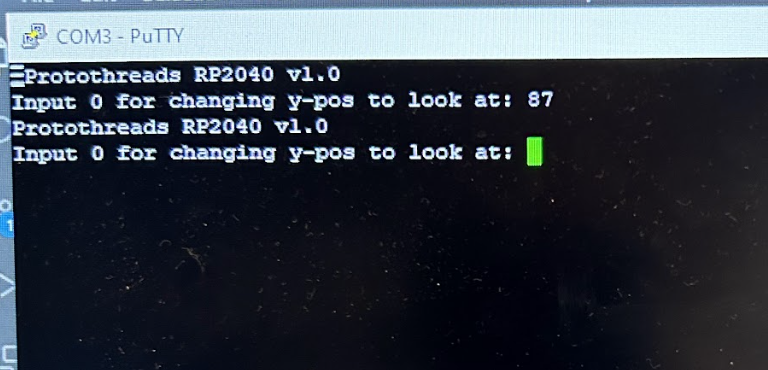 COM3 - PuTTY
Protothreads RP2040 v1.0
Input 0 for changing y-pos to look at: 87
Protothreads RP2040 v1.0
Input 0 for changing y-pos to look at: